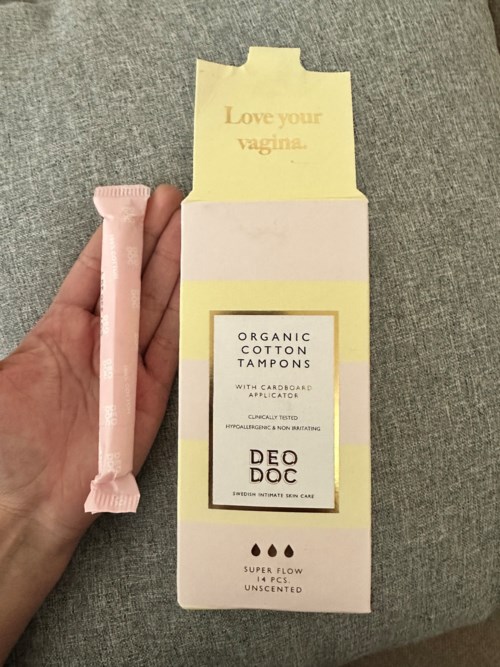 Love your
vagina.
ORGANIC
COTTON
TAMPONS
WITH CARDBOARD
APPLICATOR
CLINICALLY TESTED
HYPOALLERGENIC & NON IRRITATING
DEO
DOC
SWEDISH INTIMATE SKIN CARE
SUPER FLOW
14 PCS.
UNSCENTED